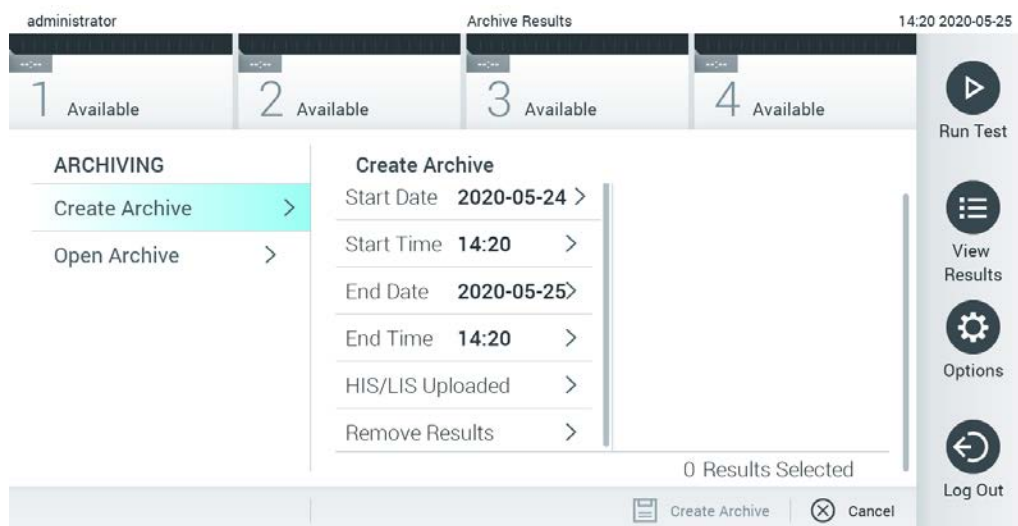 administrator Archive Results 14:20 2020-05-25
--:-- --:-- --:-- --:--
1 Available 2 Available 3 Available 4 Available
Run Test
ARCHIVING
Create Archive
Open Archive
Create Archive
Start Date 2020-05-24
Start Time 14:20
End Date 2020-05-25
End Time 14:20
HIS/LIS Uploaded
Remove Results
0 Results Selected
View
Results
Options
Log Out
Create Archive Cancel